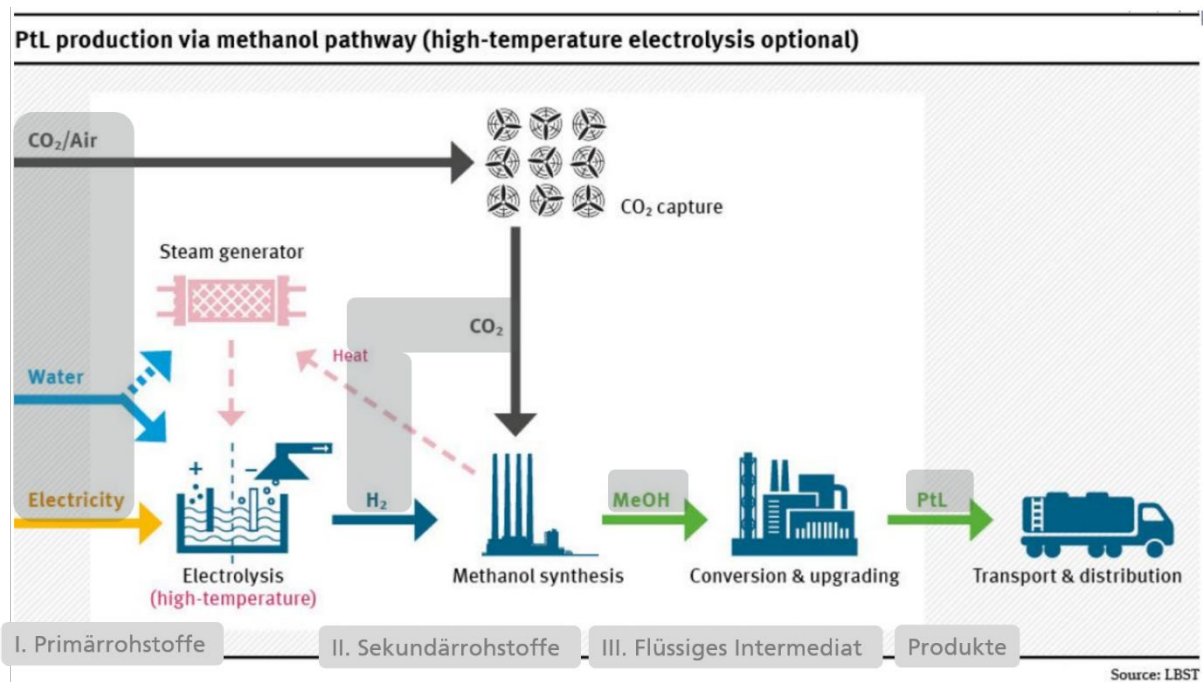 PtL production via methanol pathway (high-temperature electrolysis optional)
CO₂/Air
CO₂ capture
Steam generator
CO₂
Heat
Water
Electricity
+
−
H₂
MeOH
PtL
Electrolysis
(high-temperature)
Methanol synthesis
Conversion & upgrading
Transport & distribution
I. Primärrohstoffe
II. Sekundärrohstoffe
III. Flüssiges Intermediat
Produkte
Source: LBST